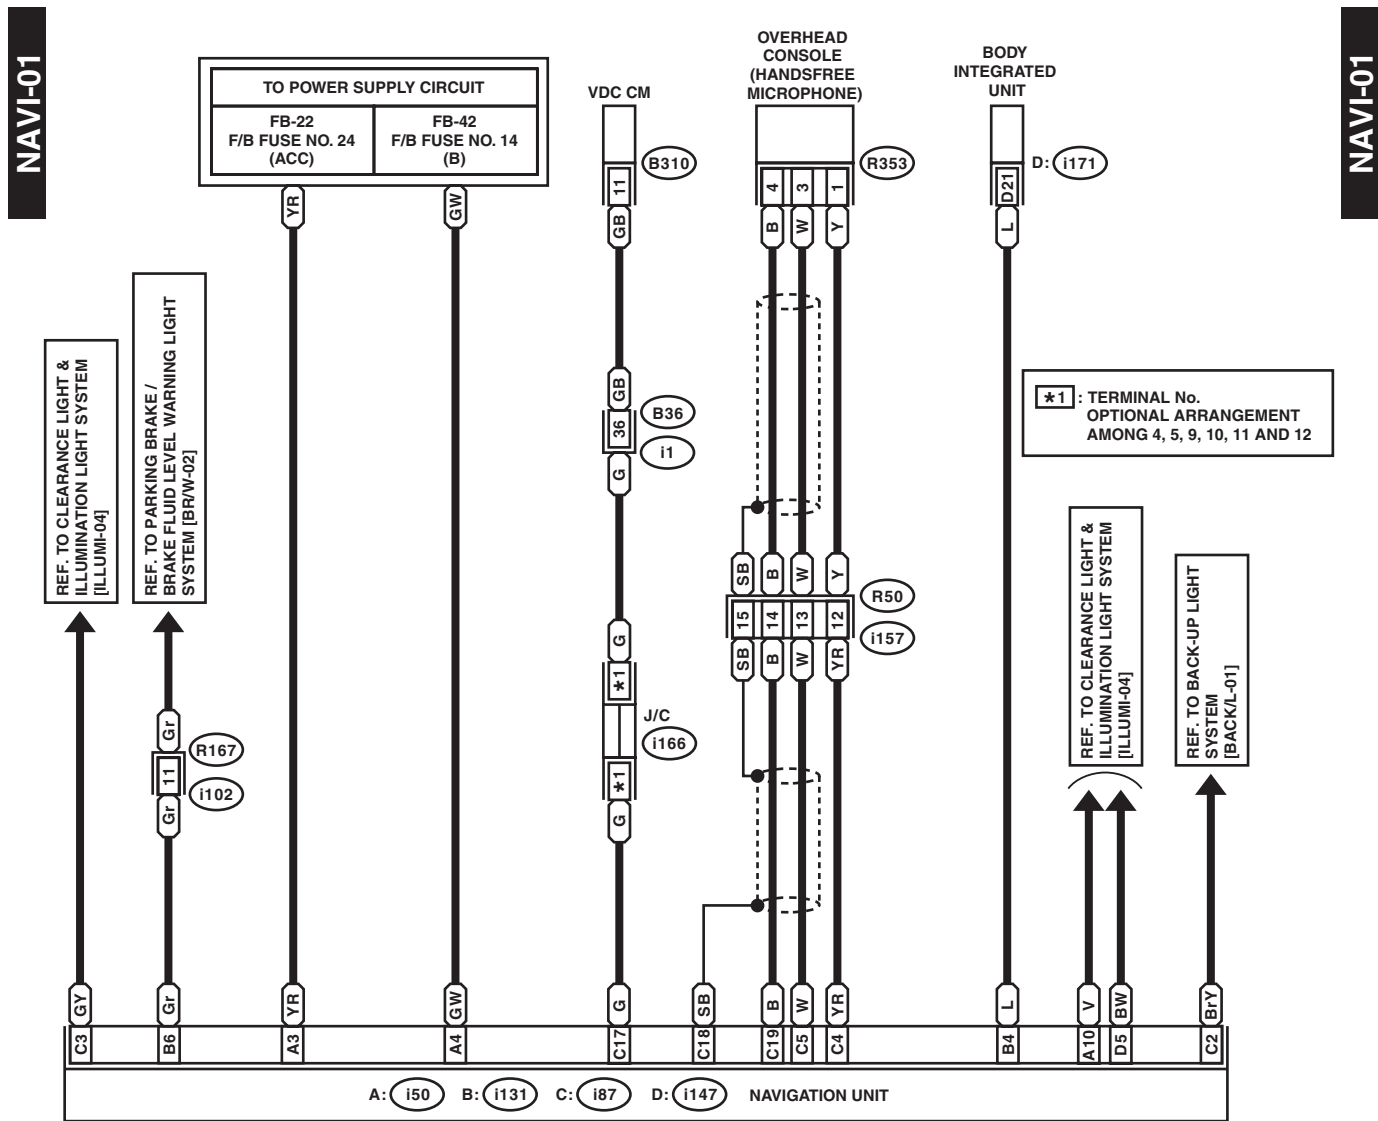 NAVI-01
NAVI-01
TO POWER SUPPLY CIRCUIT
FB-22
F/B FUSE NO. 24
(ACC)
FB-42
F/B FUSE NO. 14
(B)
VDC CM
OVERHEAD
CONSOLE
(HANDSFREE
MICROPHONE)
BODY
INTEGRATED
UNIT
B310
R353
D: i171
11
4
3
1
D21
YR
GW
GB
B
W
Y
L
REF. TO CLEARANCE LIGHT &
ILLUMINATION LIGHT SYSTEM
[ILLUMI-04]
REF. TO PARKING BRAKE /
BRAKE FLUID LEVEL WARNING LIGHT
SYSTEM [BR/W-02]
GB
36
B36
i1
G
*1 : TERMINAL No.
OPTIONAL ARRANGEMENT
AMONG 4, 5, 9, 10, 11 AND 12
REF. TO CLEARANCE LIGHT &
ILLUMINATION LIGHT SYSTEM
[ILLUMI-04]
REF. TO BACK-UP LIGHT
SYSTEM
[BACK/L-01]
SB
B
W
Y
15
14
13
12
R50
i157
SB
B
W
YR
G
*1
J/C
i166
*1
G
Gr
11
R167
i102
Gr
GY
Gr
YR
GW
G
SB
B
W
YR
L
V
BW
BrY
C3
B6
A3
A4
C17
C18
C19
C5
C4
B4
A10
D5
C2
A: i50 B: i131 C: i87 D: i147 NAVIGATION UNIT